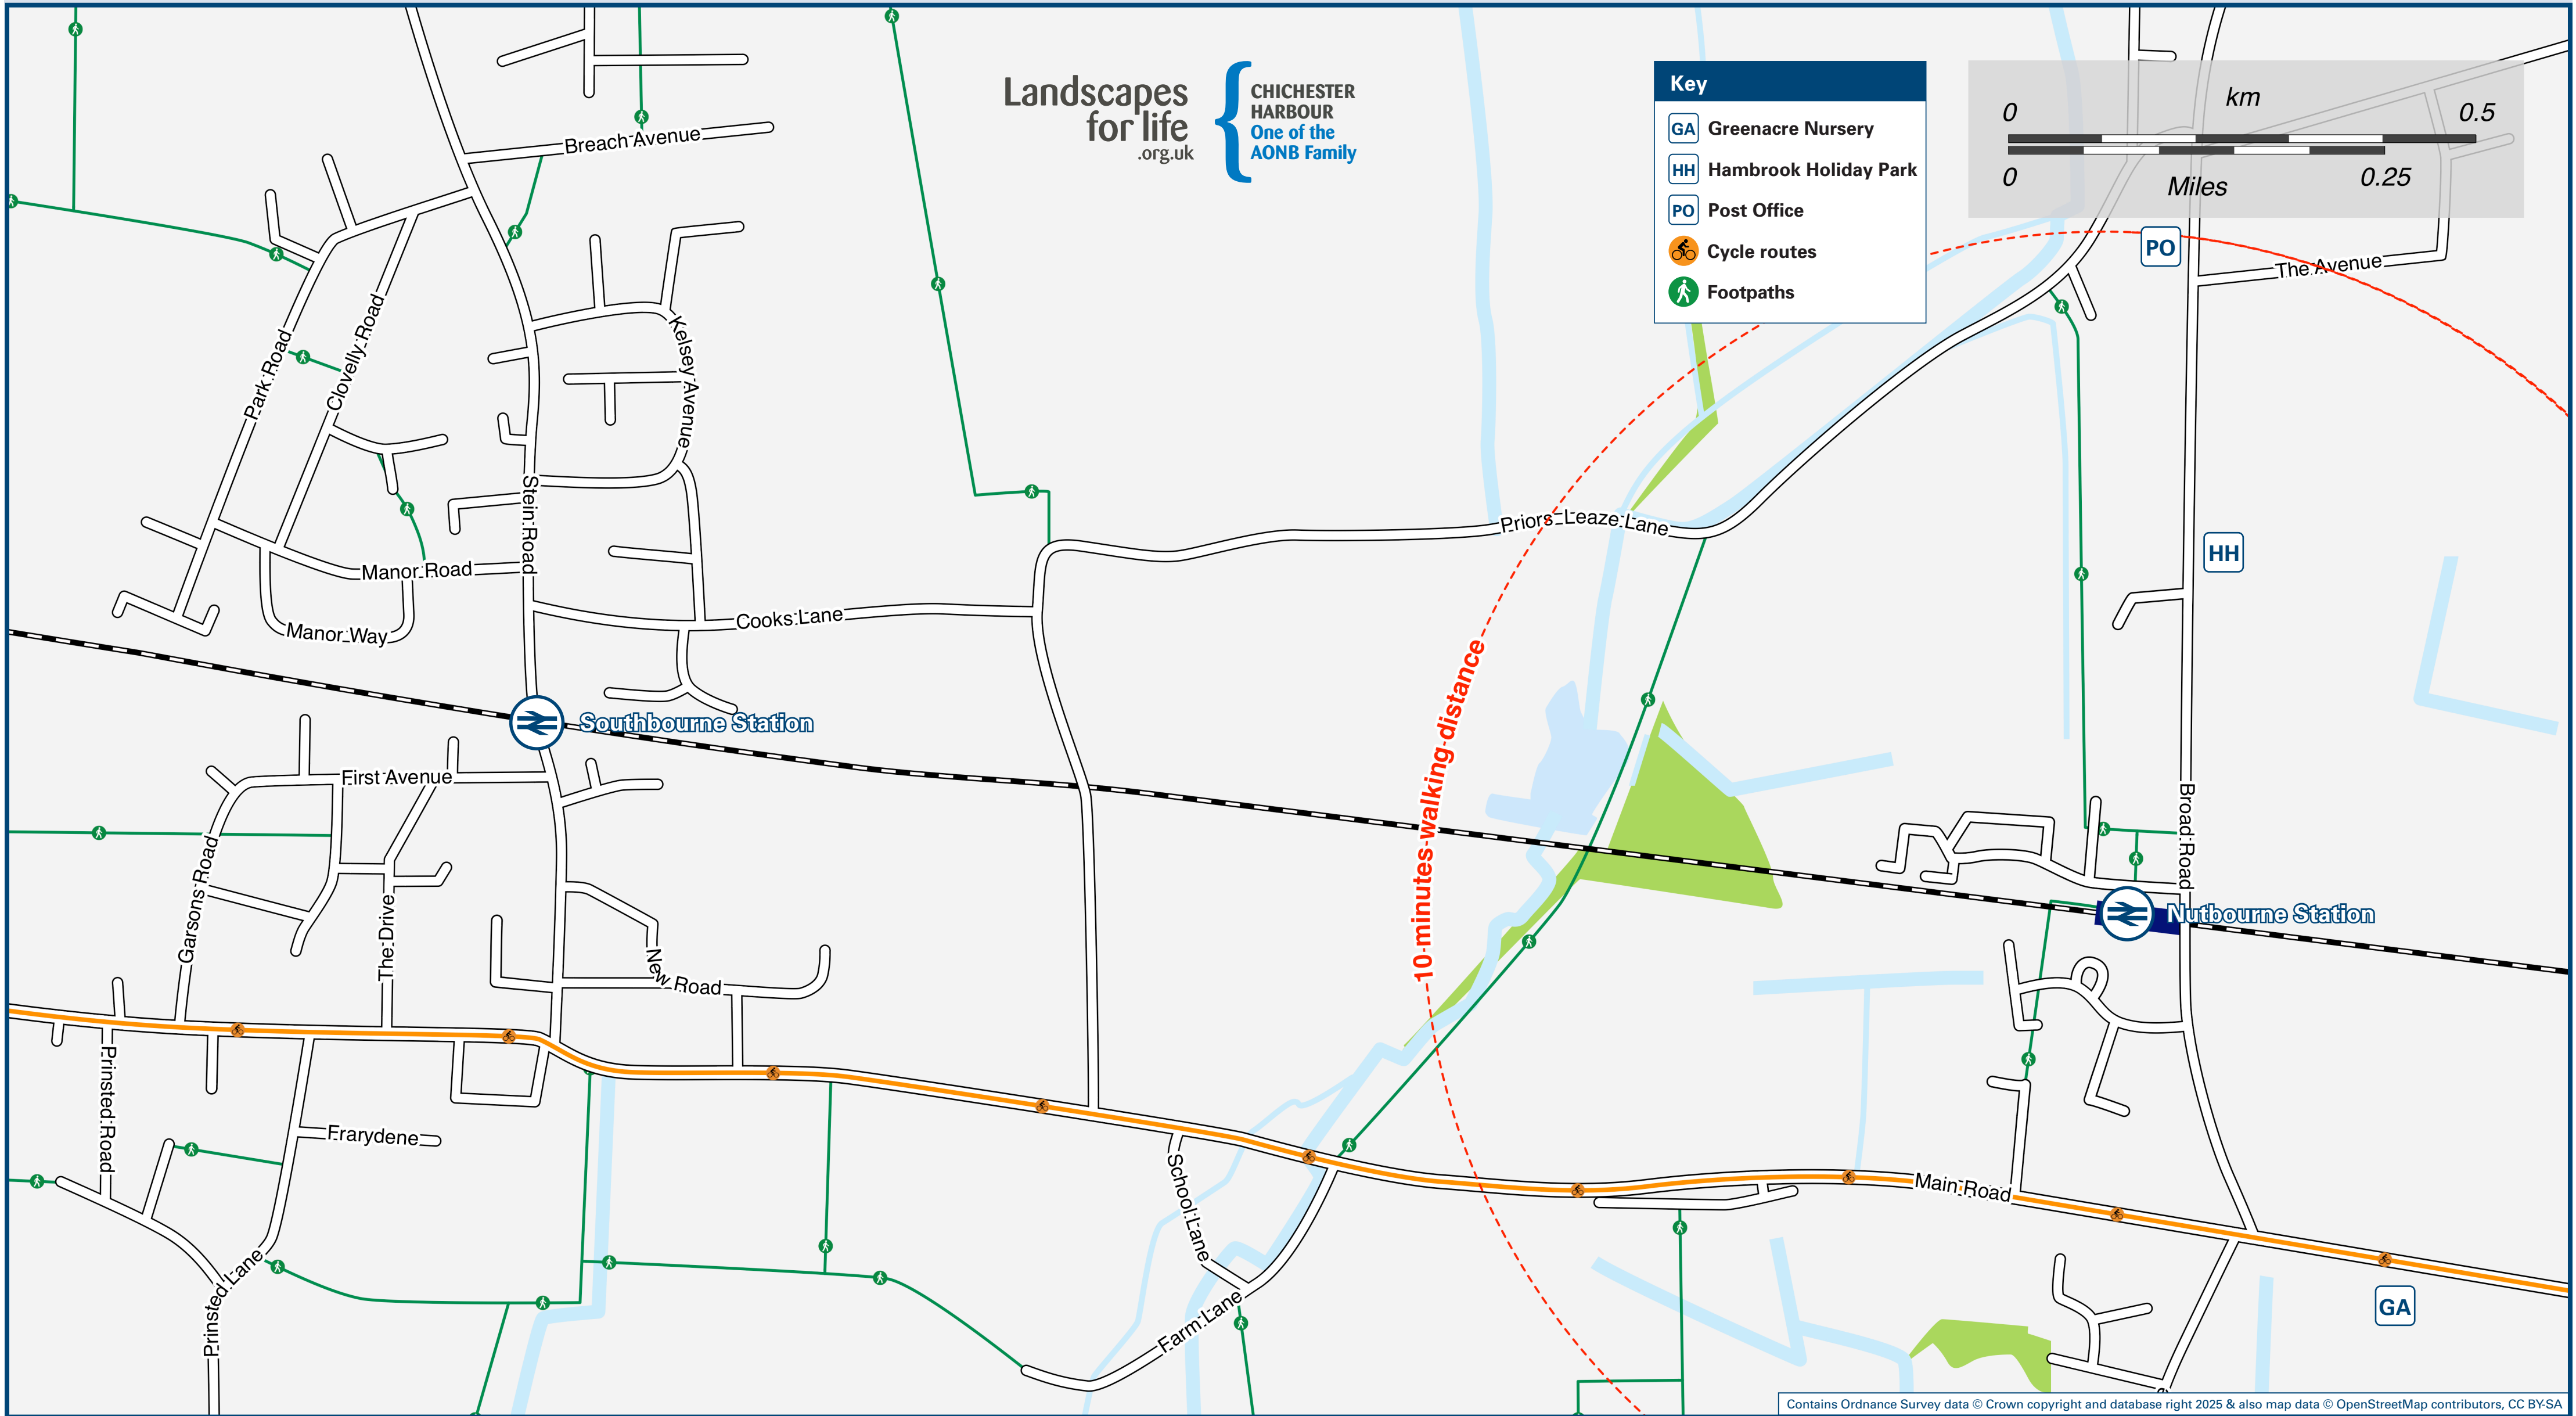 Landscapes
for life
.org.uk
CHICHESTER
HARBOUR
One of the
AONB Family
Key
GA Greenacre Nursery
HH Hambrook Holiday Park
PO Post Office
Cycle routes
Footpaths
0 km 0.5
0 Miles 0.25
Breach Avenue
PO
The Avenue
Park Road
Clovelly Road
Kelsey Avenue
Stein Road
Priors Leaze Lane
HH
Manor Road
Manor Way
Cooks Lane
10 minutes walking distance
Southbourne Station
First Avenue
Broad Road
Garsons Road
The Drive
Nutbourne Station
New Road
Prinsted Road
Frarydene
School Lane
Main Road
Prinsted Lane
Farm Lane
GA
Contains Ordnance Survey data © Crown copyright and database right 2025 & also map data © OpenStreetMap contributors, CC BY-SA